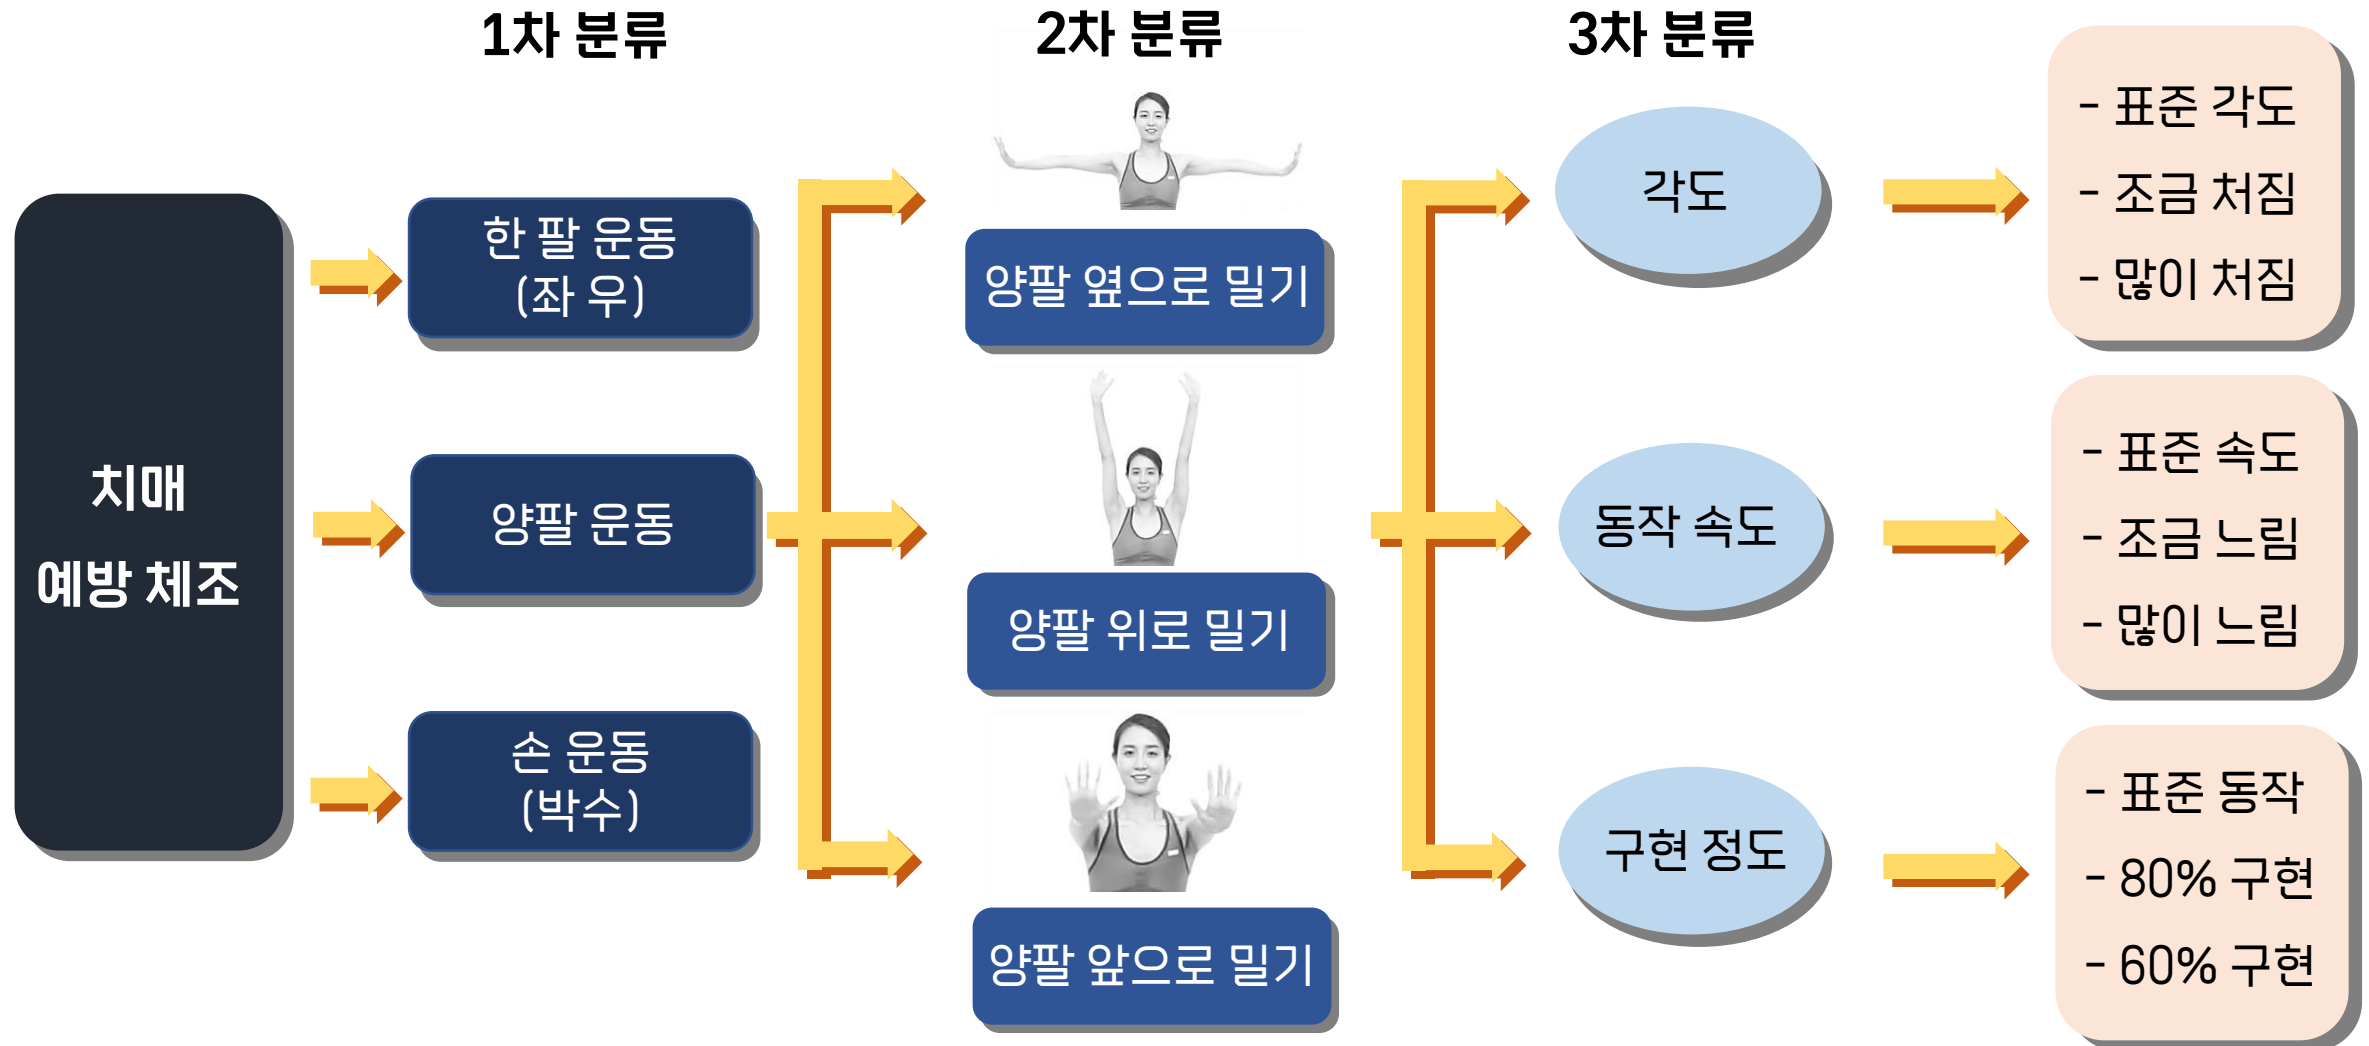 1차 분류
2차 분류
3차 분류
치매
예방 체조
한 팔 운동
(좌 우)
양팔 운동
손 운동
(박수)
양팔 옆으로 밀기
양팔 위로 밀기
양팔 앞으로 밀기
각도
동작 속도
구현 정도
- 표준 각도
- 조금 처짐
- 많이 처짐
- 표준 속도
- 조금 느림
- 많이 느림
- 표준 동작
- 80% 구현
- 60% 구현